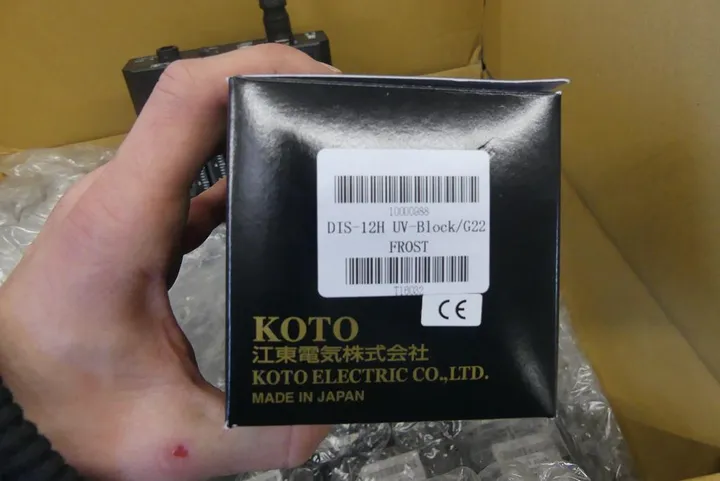 10000988
DIS-12H UV-Block/G22
FROST
T18032
CE
KOTO
江東電気株式会社
KOTO ELECTRIC CO.,LTD.
MADE IN JAPAN